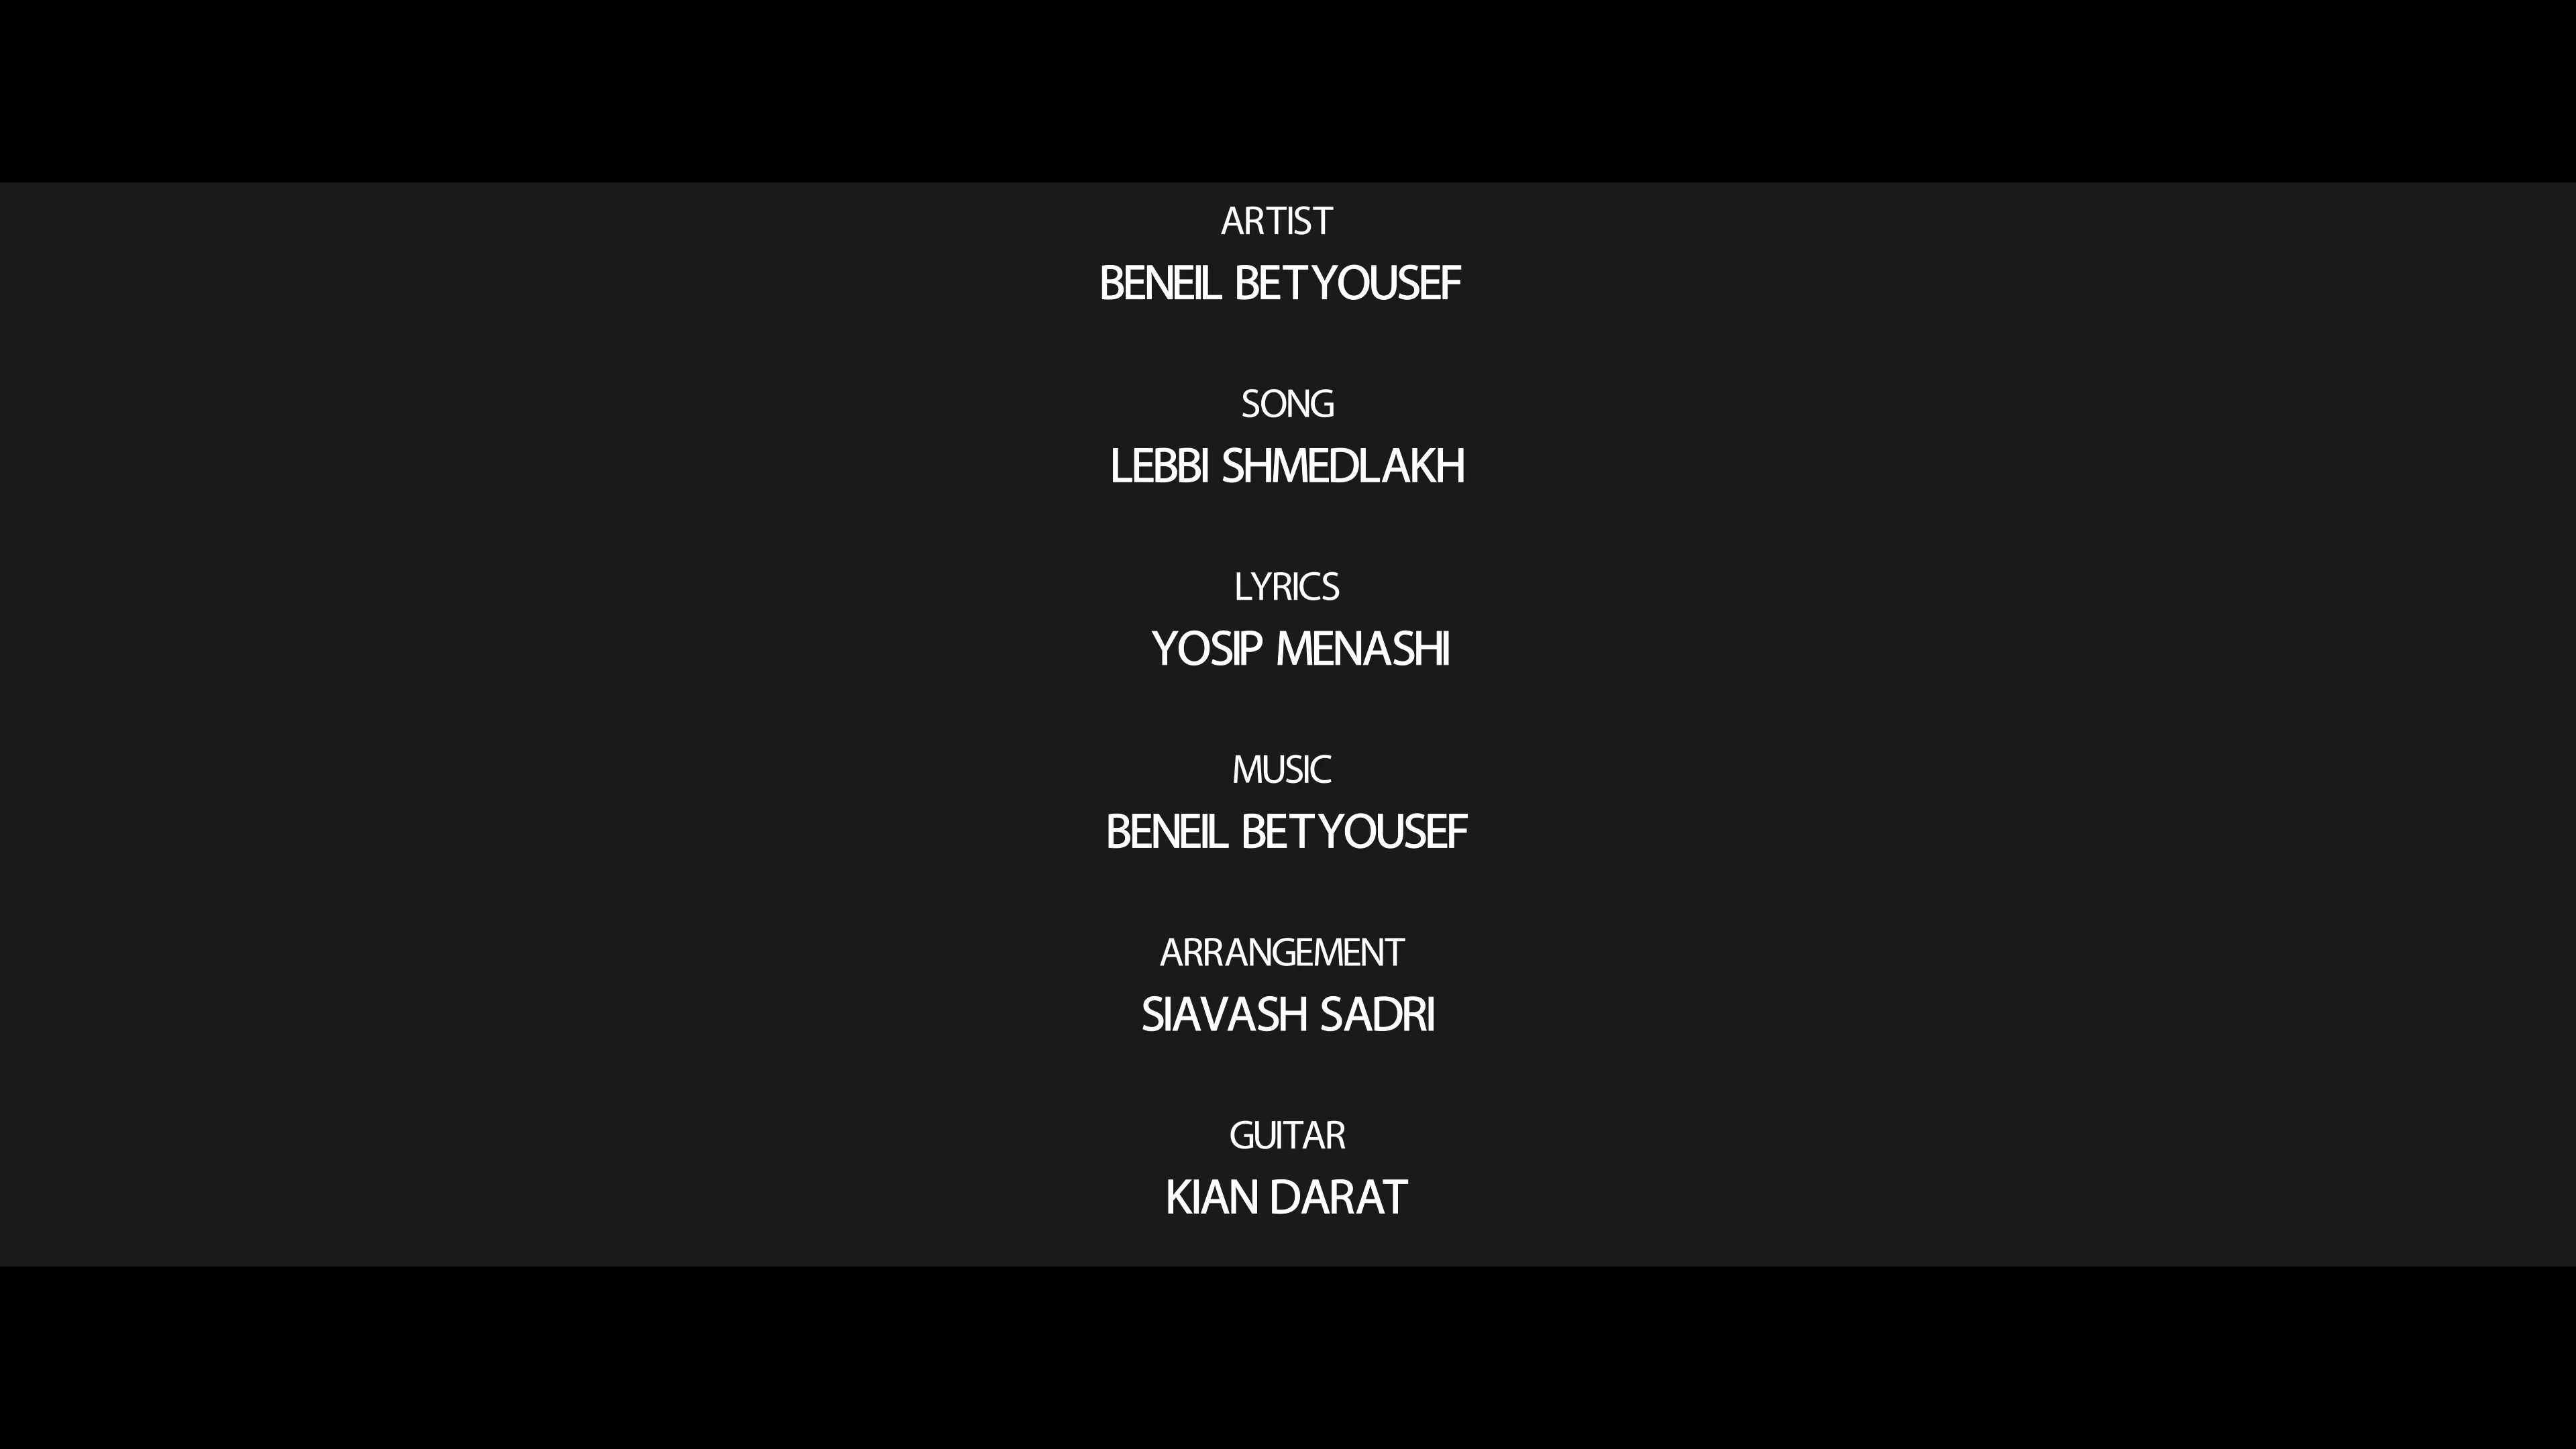 ARTIST
BENEIL BETYOUSEF
SONG
LEBBI SHMEDLAKH
LYRICS
YOSIP MENASHI
MUSIC
BENEIL BETYOUSEF
ARRANGEMENT
SIAVASH SADRI
GUITAR
KIAN DARAT